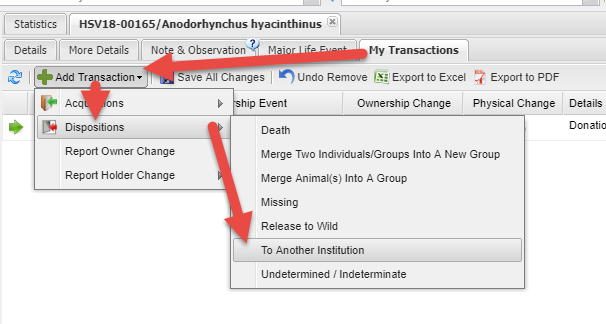 Statistics HSV18-00165/Anodorhynchus hyacinthinus
Details More Details Note & Observation ? Major Life Event My Transactions
Add Transaction Save All Changes Undo Remove Export to Excel Export to PDF
rship Event Ownership Change Physical Change Details
Donatio
Dispositions
Report Owner Change
Report Holder Change
Death
Merge Two Individuals/Groups Into A New Group
Merge Animal(s) Into A Group
Missing
Release to Wild
To Another Institution
Undetermined / Indeterminate